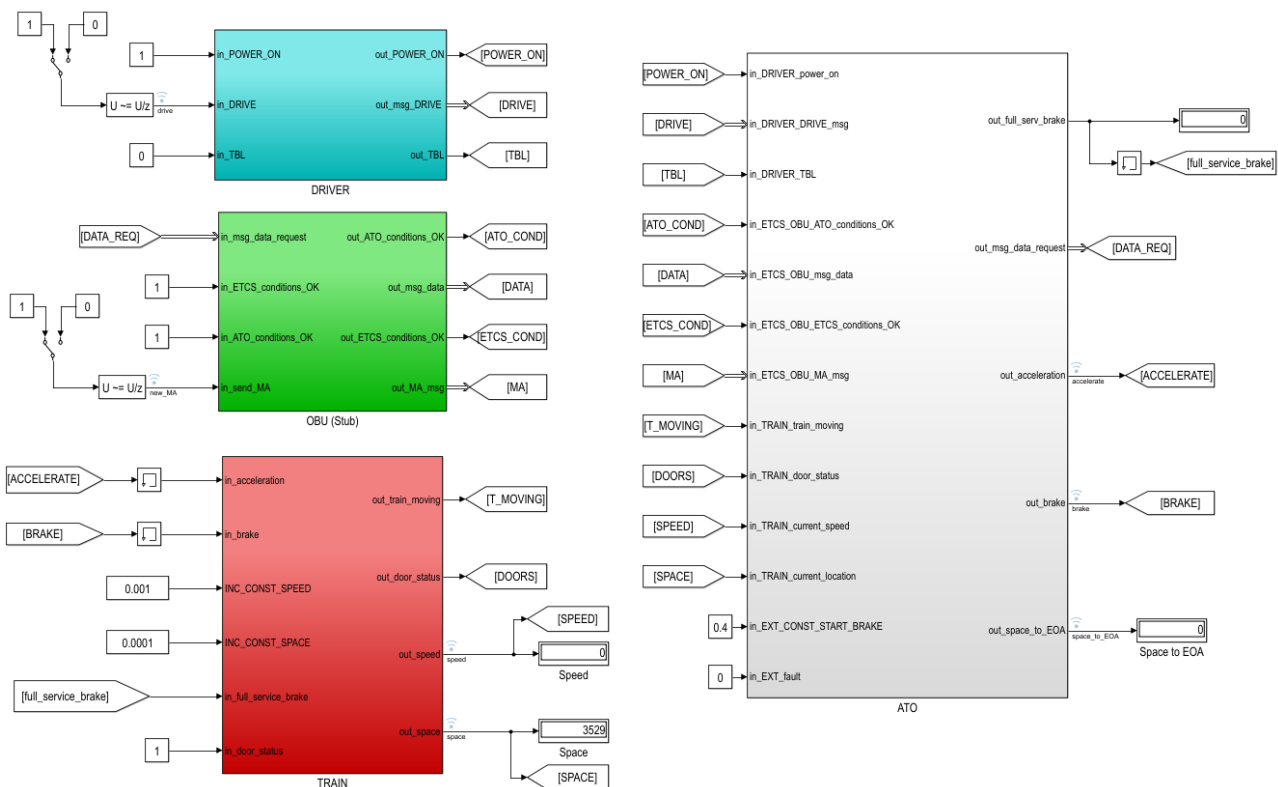 1
0
1
in_POWER_ON
out_POWER_ON
[POWER_ON]
U ~= U/z
drive
in_DRIVE
out_msg_DRIVE
[DRIVE]
0
in_TBL
out_TBL
[TBL]
DRIVER
[DATA_REQ]
in_msg_data_request
out_ATO_conditions_OK
[ATO_COND]
1
in_ETCS_conditions_OK
out_msg_data
[DATA]
1
0
1
in_ATO_conditions_OK
out_ETCS_conditions_OK
[ETCS_COND]
U ~= U/z
new_MA
in_send_MA
out_MA_msg
[MA]
OBU (Stub)
[ACCELERATE]
in_acceleration
out_train_moving
[T_MOVING]
[BRAKE]
in_brake
0.001
INC_CONST_SPEED
out_door_status
[DOORS]
0.0001
INC_CONST_SPACE
[SPEED]
out_speed
speed
0
Speed
[full_service_brake]
in_full_service_brake
out_space
space
3529
Space
1
in_door_status
[SPACE]
TRAIN
[POWER_ON]
in_DRIVER_power_on
[DRIVE]
in_DRIVER_DRIVE_msg
out_full_serv_brake
0
[full_service_brake]
[TBL]
in_DRIVER_TBL
[ATO_COND]
in_ETCS_OBU_ATO_conditions_OK
out_msg_data_request
[DATA_REQ]
[DATA]
in_ETCS_OBU_msg_data
[ETCS_COND]
in_ETCS_OBU_ETCS_conditions_OK
[MA]
in_ETCS_OBU_MA_msg
out_acceleration
accelerate
[ACCELERATE]
[T_MOVING]
in_TRAIN_train_moving
[DOORS]
in_TRAIN_door_status
out_brake
brake
[BRAKE]
[SPEED]
in_TRAIN_current_speed
[SPACE]
in_TRAIN_current_location
0.4
in_EXT_CONST_START_BRAKE
out_space_to_EOA
space_to_EOA
0
Space to EOA
0
in_EXT_fault
ATO